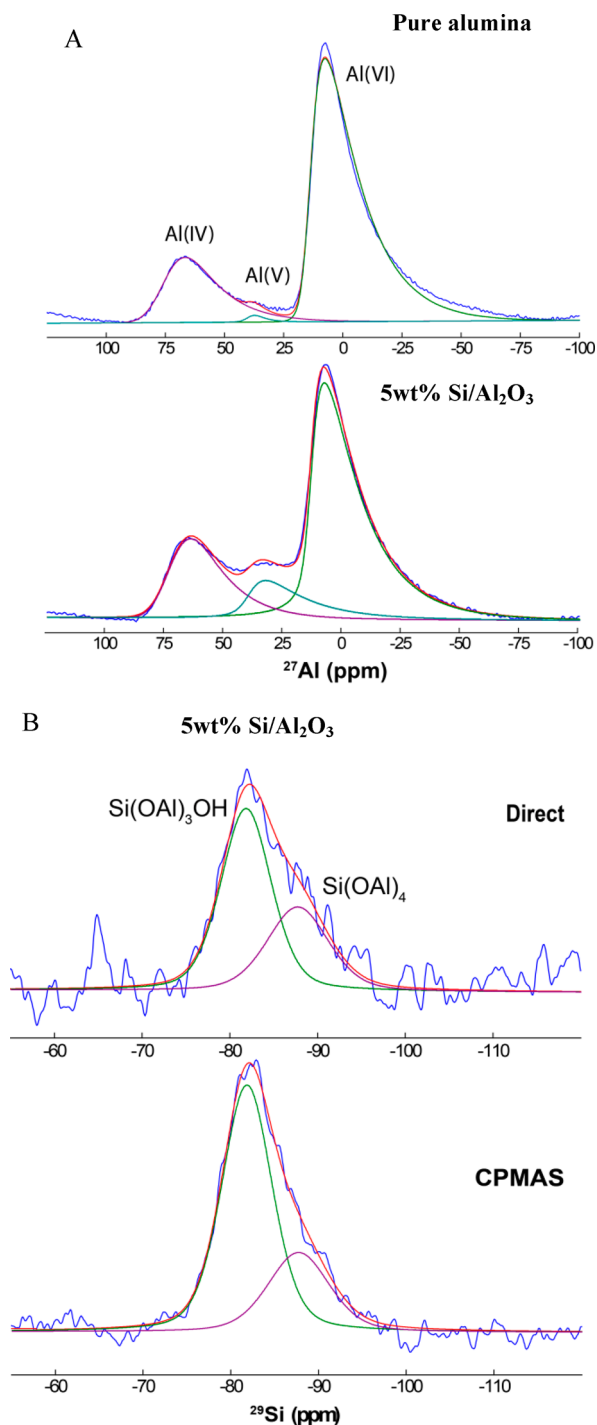 A
Pure alumina
Al(VI)
Al(IV)
Al(V)
100 75 50 25 0 -25 -50 -75 -100
5wt% Si/Al₂O₃
100 75 50 25 0 -25 -50 -75 -100
²⁷Al (ppm)
B
5wt% Si/Al₂O₃
Si(OAl)₃OH
Direct
Si(OAl)₄
-60 -70 -80 -90 -100 -110
CPMAS
-60 -70 -80 -90 -100 -110
²⁹Si (ppm)